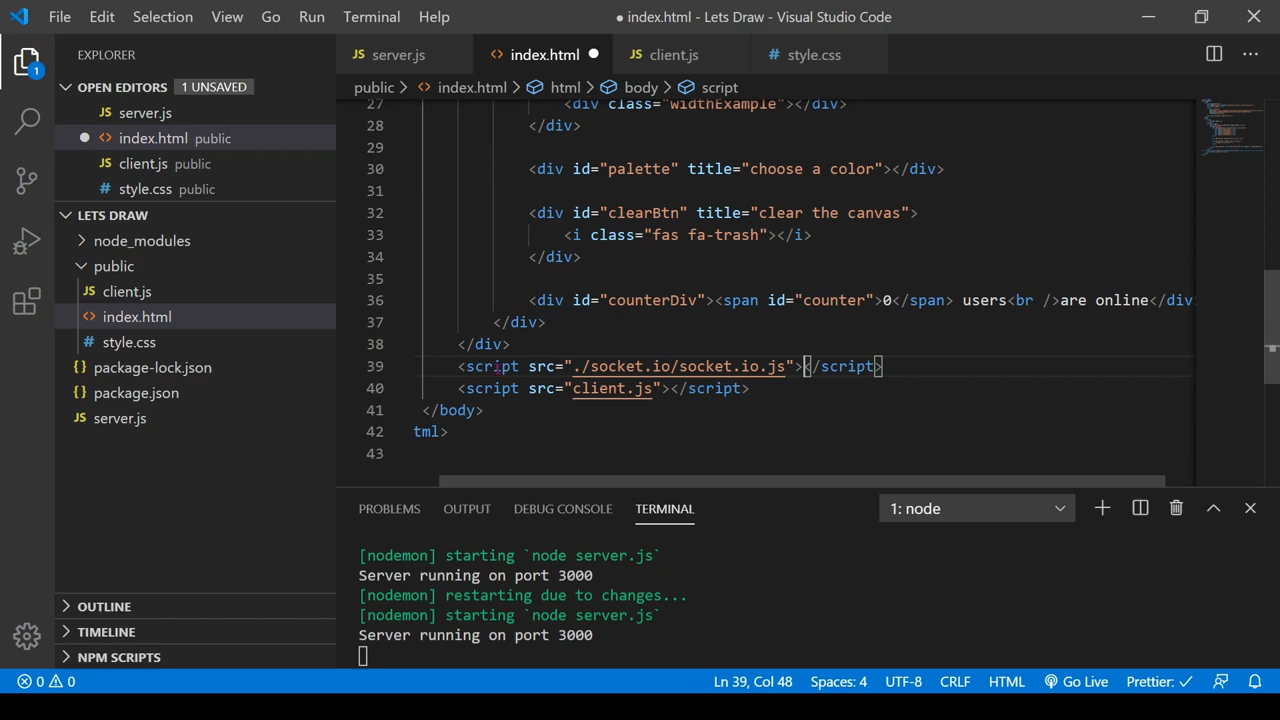 File Edit Selection View Go Run Terminal Help ● index.html - Lets Draw - Visual Studio Code
EXPLORER
server.js
index.html
client.js
style.css
OPEN EDITORS 1 UNSAVED
public > index.html > html > body > script
server.js
index.html public
client.js public
style.css public
LETS DRAW
node_modules
public
client.js
index.html
style.css
package-lock.json
package.json
server.js
OUTLINE
TIMELINE
NPM SCRIPTS
1
27 <div class="widthExample"></div>
28 </div>
29
30 <div id="palette" title="choose a color"></div>
31
32 <div id="clearBtn" title="clear the canvas">
33 <i class="fas fa-trash"></i>
34 </div>
35
36 <div id="counterDiv"><span id="counter">0</span> users<br />are online</div>
37 </div>
38 </div>
39 <script src="./socket.io/socket.io.js"></script>
40 <script src="client.js"></script>
41 </body>
42 tml>
43
PROBLEMS OUTPUT DEBUG CONSOLE TERMINAL 1: node
[nodemon] starting `node server.js`
Server running on port 3000
[nodemon] restarting due to changes...
[nodemon] starting `node server.js`
Server running on port 3000
0 0 Ln 39, Col 48 Spaces: 4 UTF-8 CRLF HTML Go Live Prettier: ✓